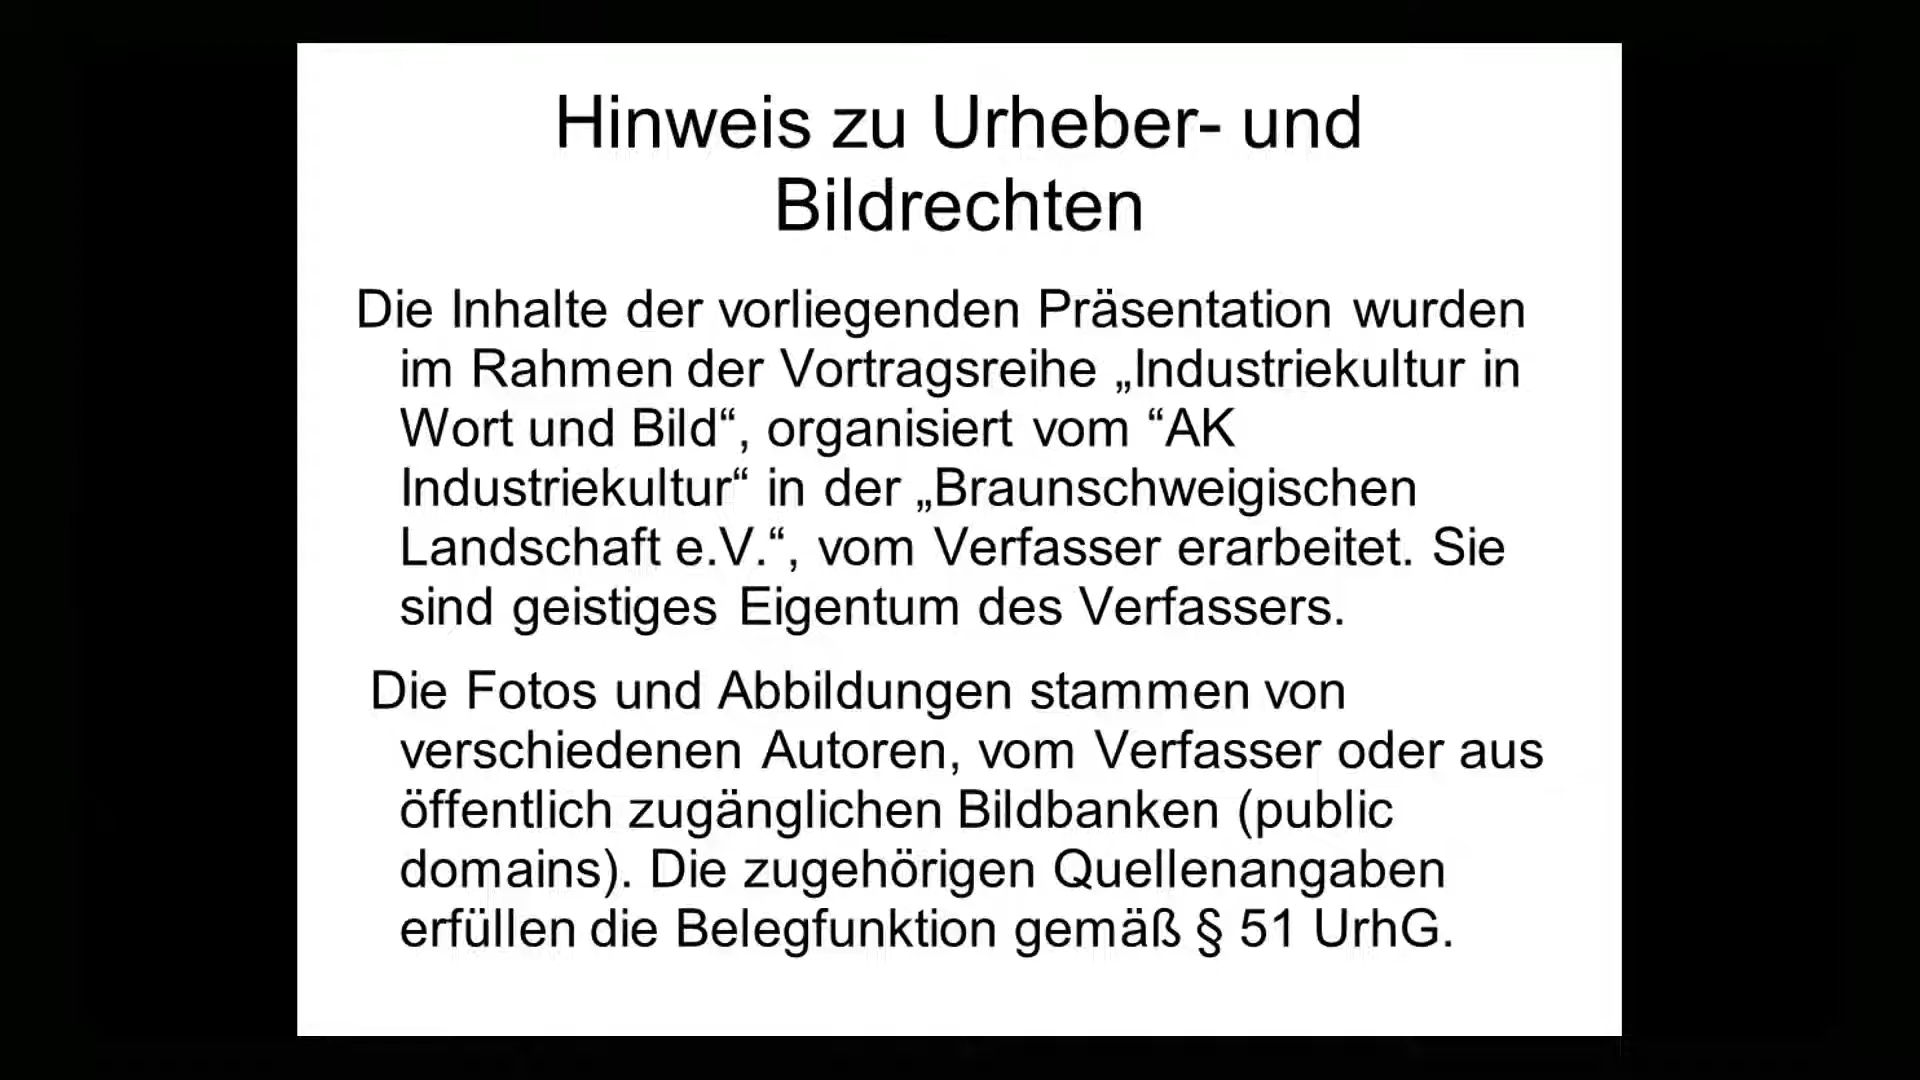 Hinweis zu Urheber- und
Bildrechten
Die Inhalte der vorliegenden Präsentation wurden
im Rahmen der Vortragsreihe „Industriekultur in
Wort und Bild“, organisiert vom “AK
Industriekultur“ in der „Braunschweigischen
Landschaft e.V.“, vom Verfasser erarbeitet. Sie
sind geistiges Eigentum des Verfassers.
Die Fotos und Abbildungen stammen von
verschiedenen Autoren, vom Verfasser oder aus
öffentlich zugänglichen Bildbanken (public
domains). Die zugehörigen Quellenangaben
erfüllen die Belegfunktion gemäß § 51 UrhG.